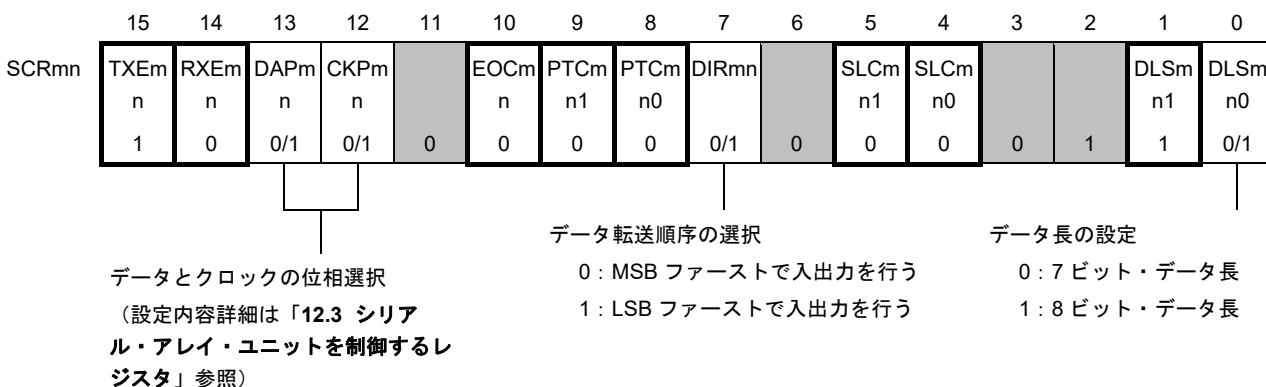 15 14 13 12 11 10 9 8 7 6 5 4 3 2 1 0
SCRmn TXEm RXEm DAPm CKPm EOCm PTCm PTCm DIRmn SLCm SLCm DLSm DLSm
n n n n n n1 n0 n1 n0 n1 n0
1 0 0/1 0/1 0 0 0 0 0/1 0 0 0 0 1 1 0/1
データとクロックの位相選択
（設定内容詳細は「12.3 シリア
ル・アレイ・ユニットを制御するレ
ジスタ」参照）
データ転送順序の選択
0：MSB ファーストで入出力を行う
1：LSB ファーストで入出力を行う
データ長の設定
0：7 ビット・データ長
1：8 ビット・データ長